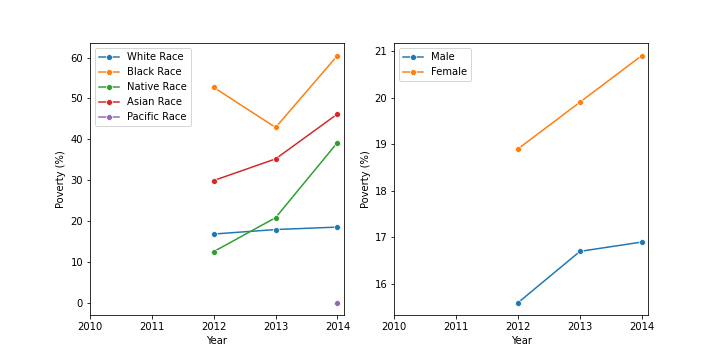 White Race
Black Race
Native Race
Asian Race
Pacific Race
60
50
40
30
20
10
0
Poverty (%)
2010 2011 2012 2013 2014
Year
Male
Female
21
20
19
18
17
16
Poverty (%)
2010 2011 2012 2013 2014
Year